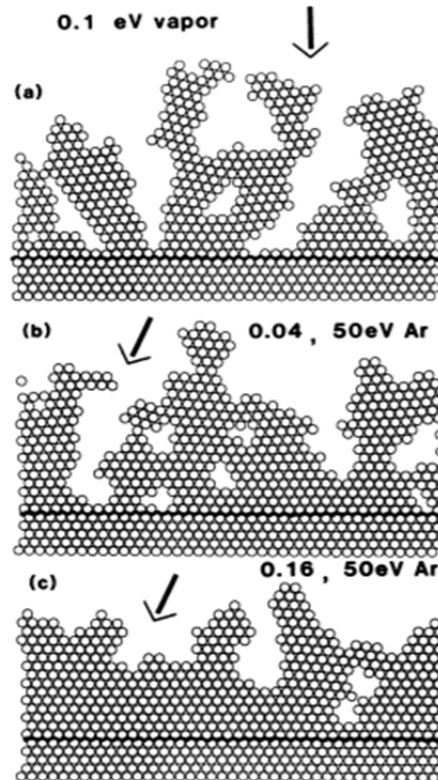 0.1 eV vapor
(a)
(b)
0.04 , 50eV Ar
0.16 , 50eV Ar
(c)